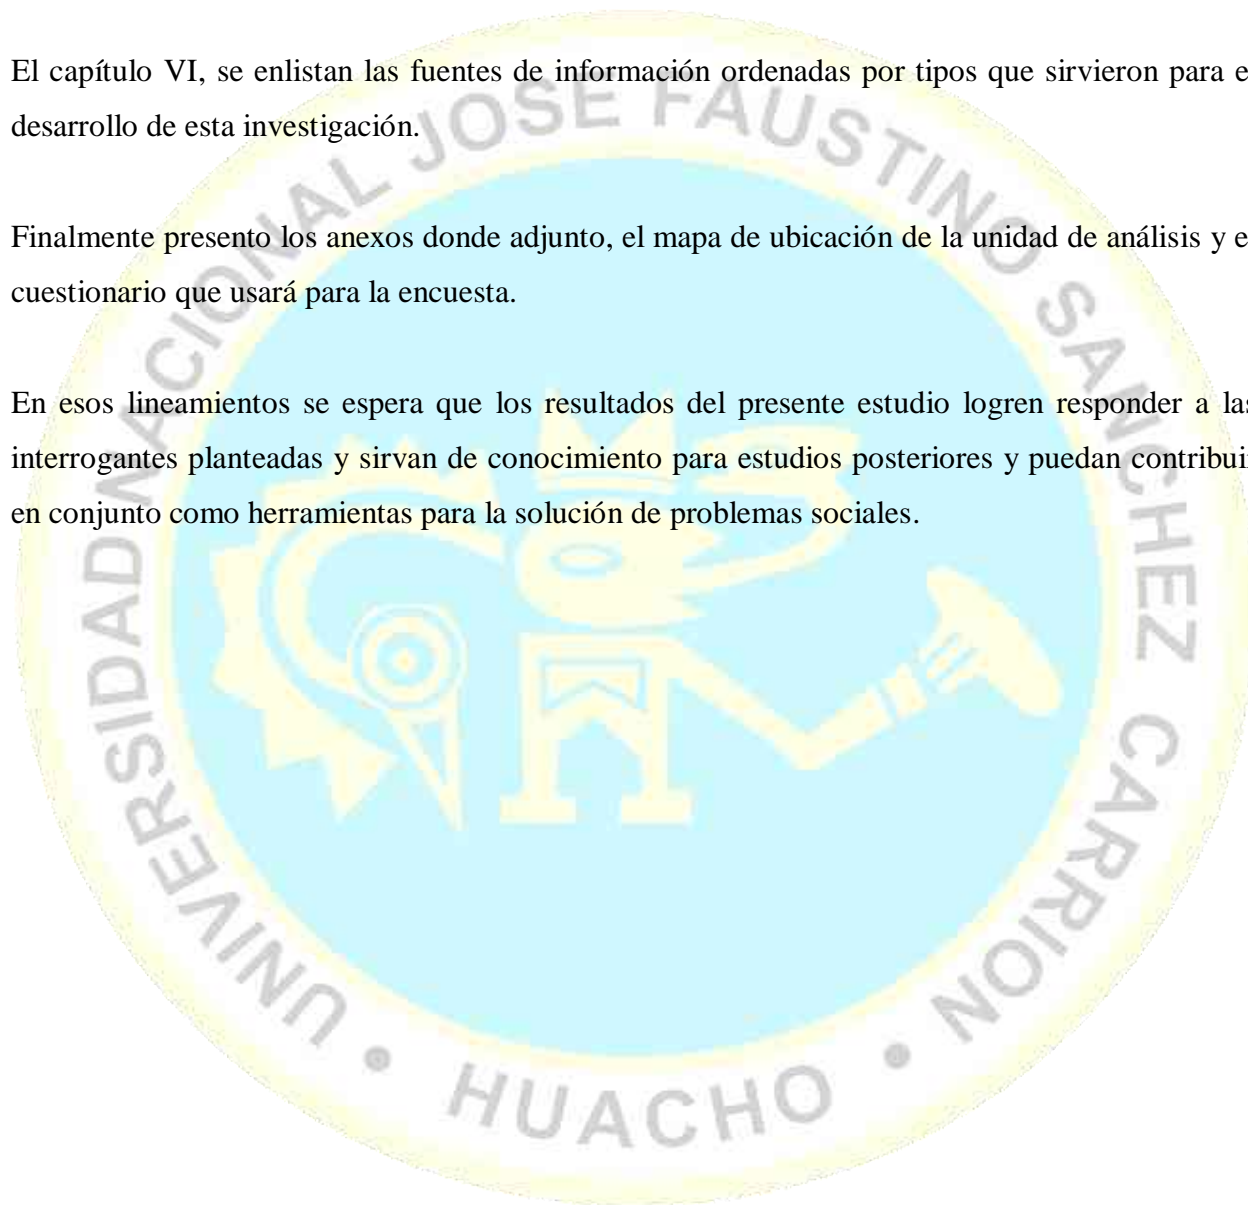 El capítulo VI, se enlistan las fuentes de información ordenadas por tipos que sirvieron para e
desarrollo de esta investigación.
Finalmente presento los anexos donde adjunto, el mapa de ubicación de la unidad de análisis y e
cuestionario que usará para la encuesta.
En esos lineamientos se espera que los resultados del presente estudio logren responder a las
interrogantes planteadas y sirvan de conocimiento para estudios posteriores y puedan contribuir
en conjunto como herramientas para la solución de problemas sociales.
UNIVERSIDAD NACIONAL JOSE FAUSTINO SANCHEZ CARRION
• HUACHO •